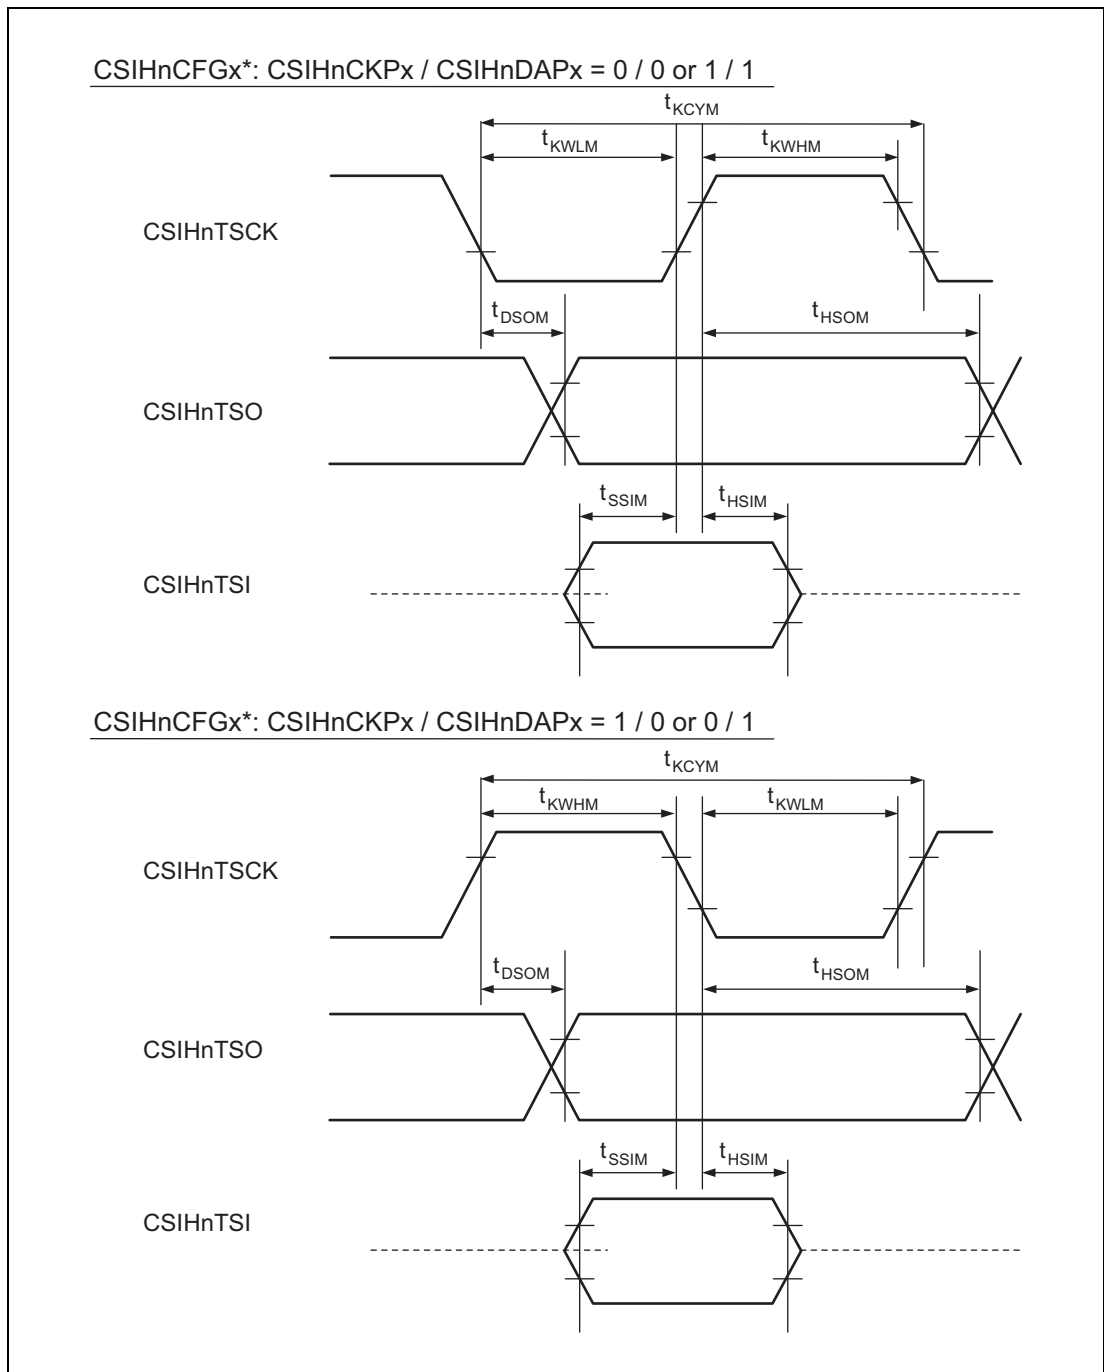 CSIHnCFGx*: CSIHnCKPx / CSIHnDAPx = 0 / 0 or 1 / 1
tKCYM
tKWLM
tKWHM
CSIHnTSCK
tDSOM
tHSOM
CSIHnTSO
tSSIM
tHSIM
CSIHnTSI
CSIHnCFGx*: CSIHnCKPx / CSIHnDAPx = 1 / 0 or 0 / 1
tKCYM
tKWHM
tKWLM
CSIHnTSCK
tDSOM
tHSOM
CSIHnTSO
tSSIM
tHSIM
CSIHnTSI